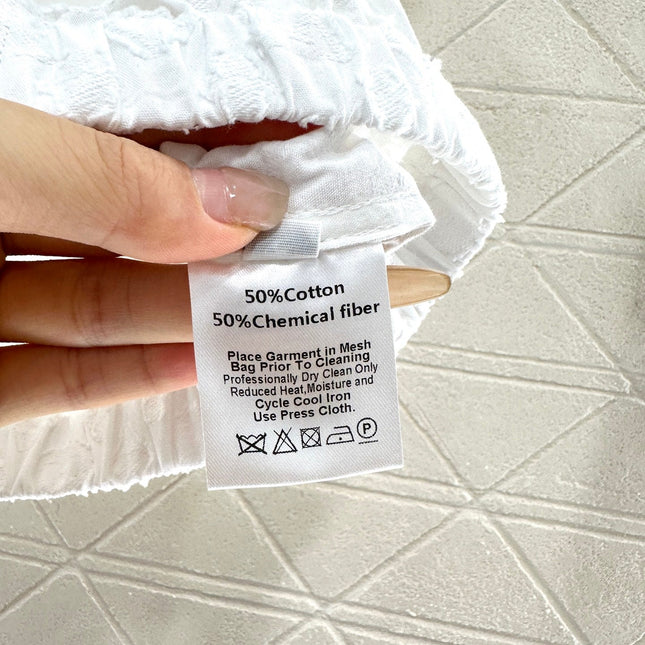 50%Cotton
50%Chemical fiber
Place Garment in Mesh
Bag Prior To Cleaning
Professionally Dry Clean Only
Reduced Heat,Moisture and
Cycle Cool Iron
Use Press Cloth.
P